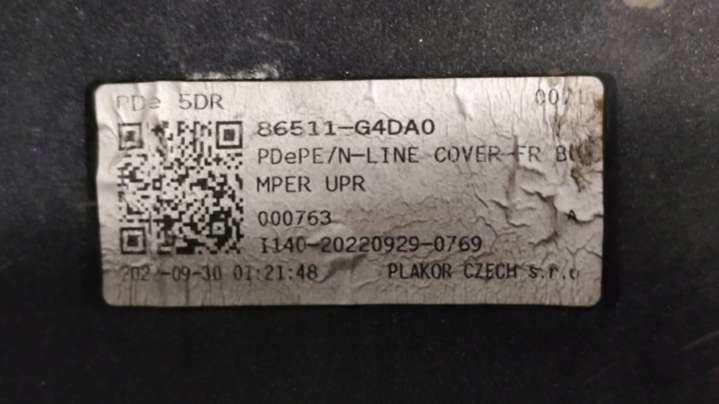 PDe 5DR
86511-G4DA0
PDePE/N-LINE COVER-FR BU
MPER UPR
000763 A
I140-20220929-0769
2022-09-30 01:21:48 PLAKOR CZECH s.r.o